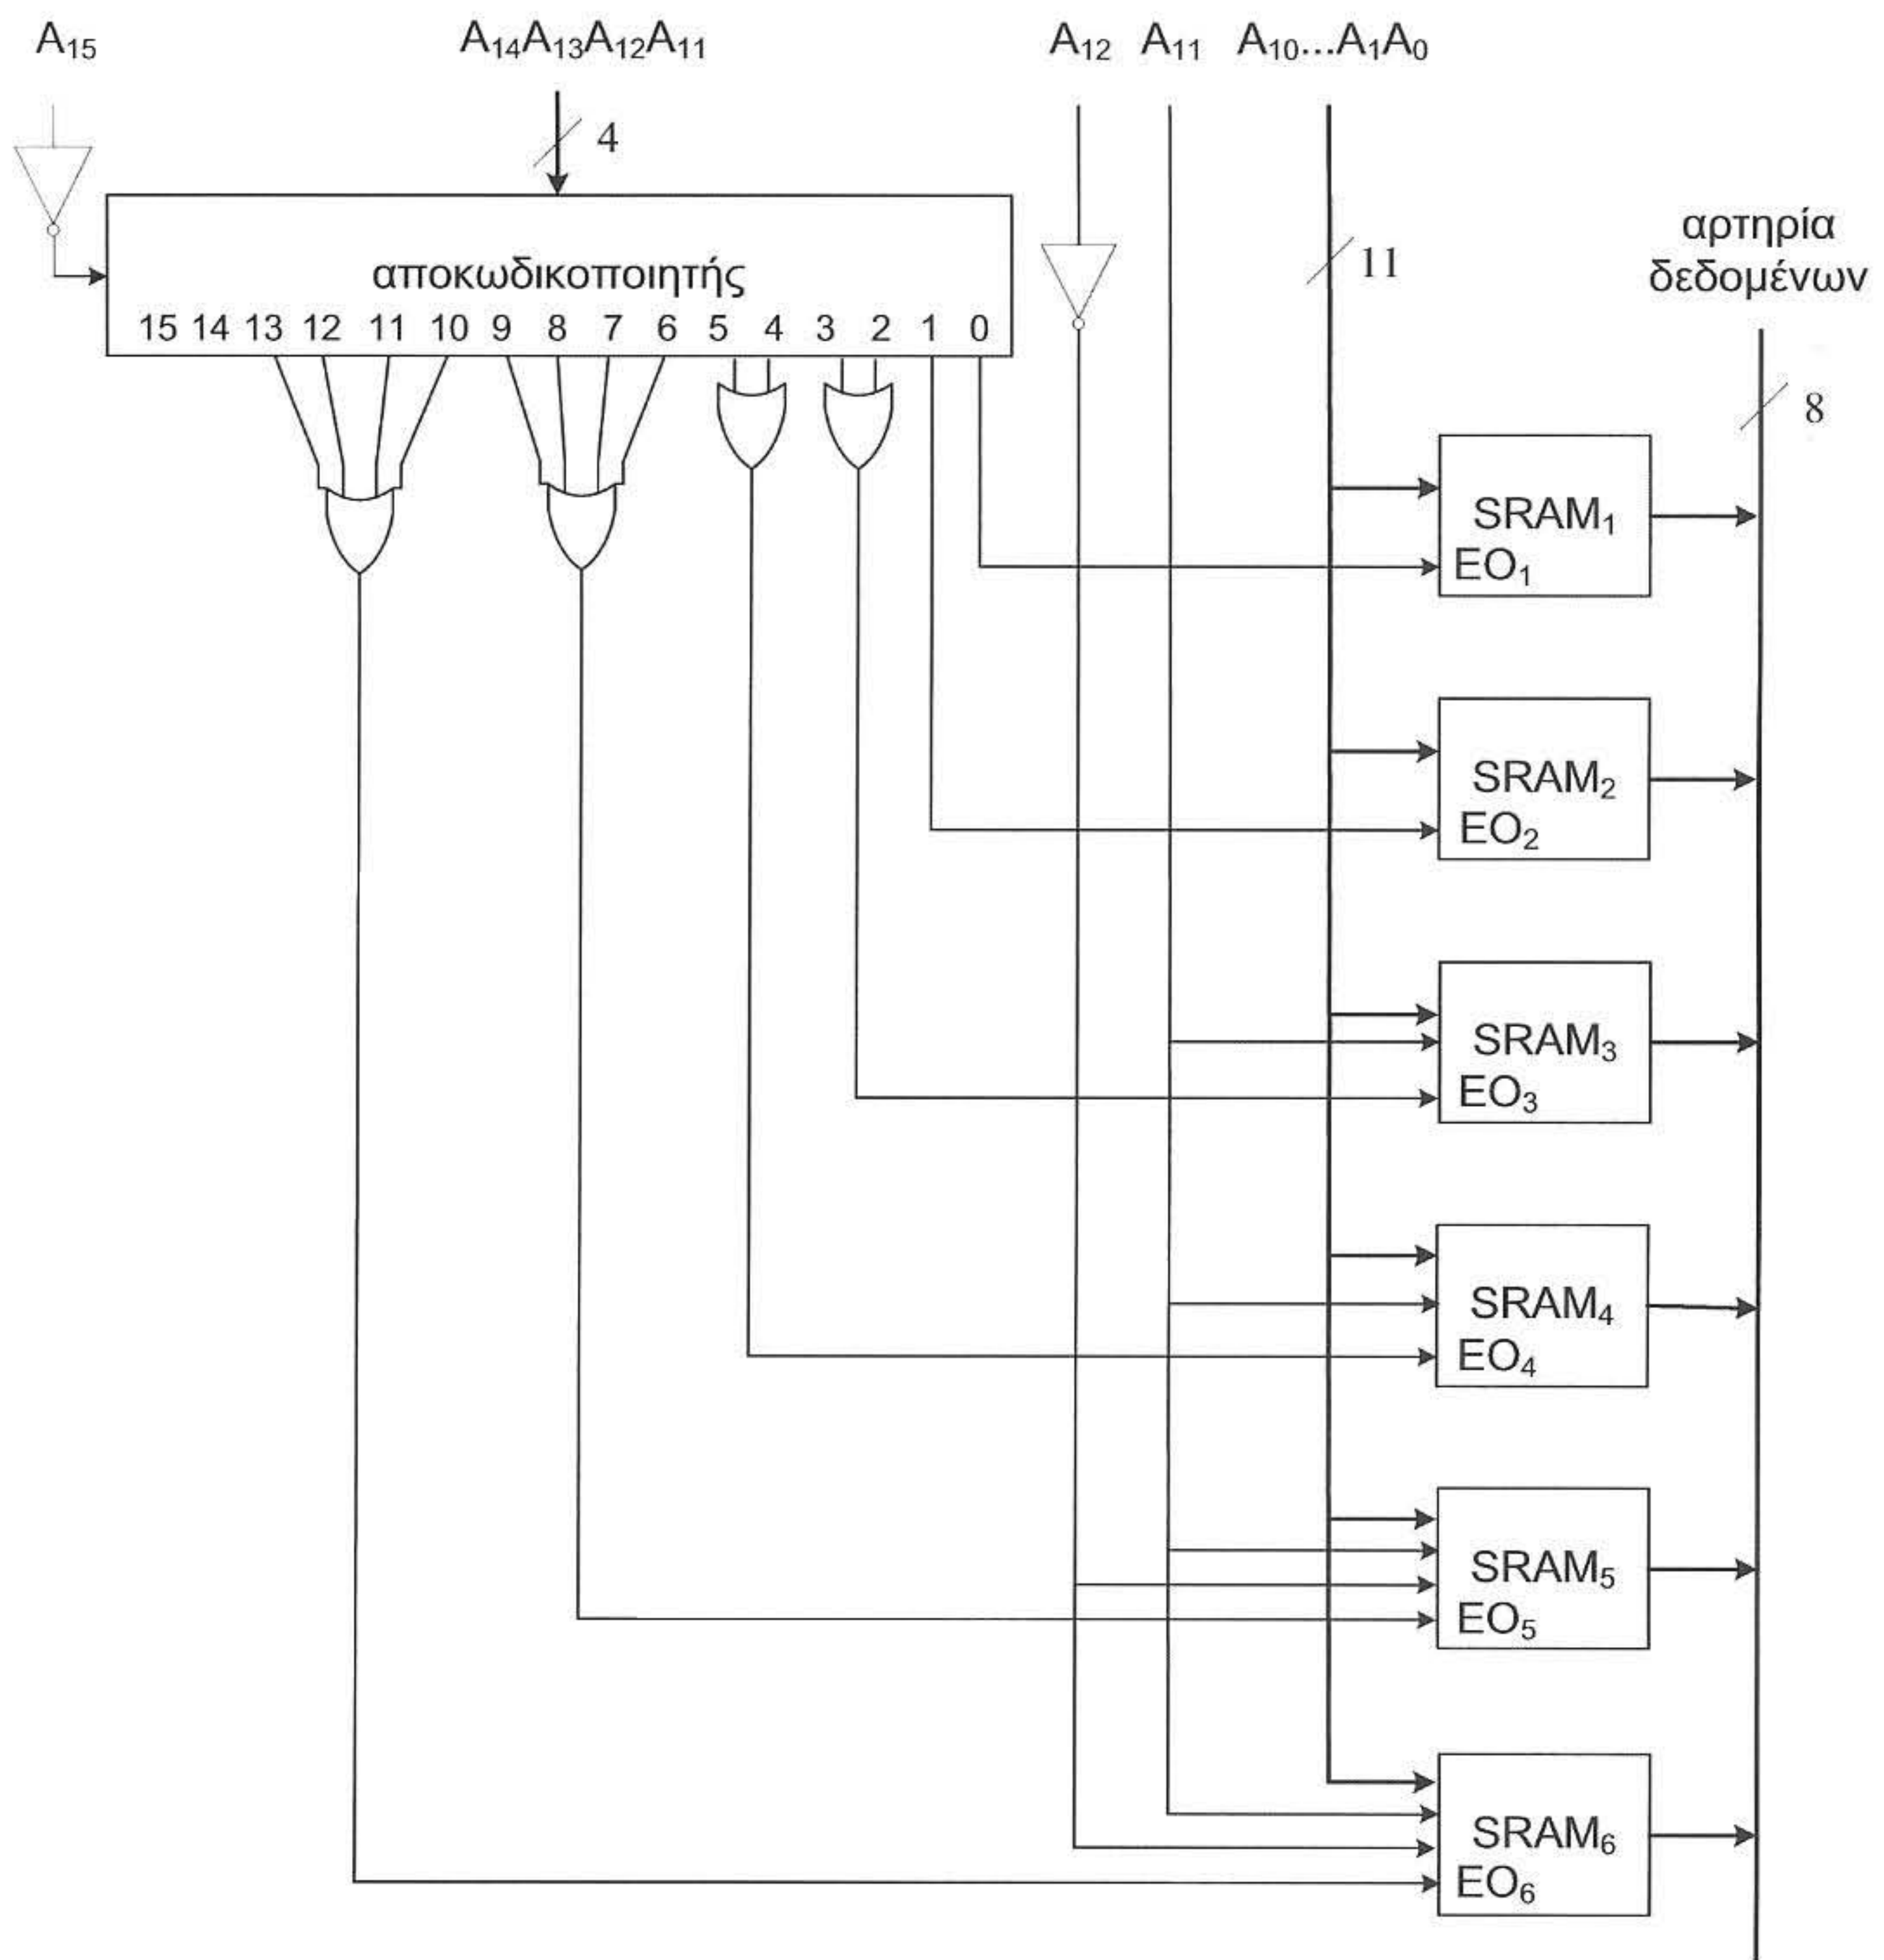 A₁₅ A₁₄A₁₃A₁₂A₁₁ A₁₂ A₁₁ A₁₀...A₁A₀
4
αρτηρία
δεδομένων
11
αποκωδικοποιητής
15 14 13 12 11 10 9 8 7 6 5 4 3 2 1 0
8
SRAM₁
EO₁
SRAM₂
EO₂
SRAM₃
EO₃
SRAM₄
EO₄
SRAM₅
EO₅
SRAM₆
EO₆